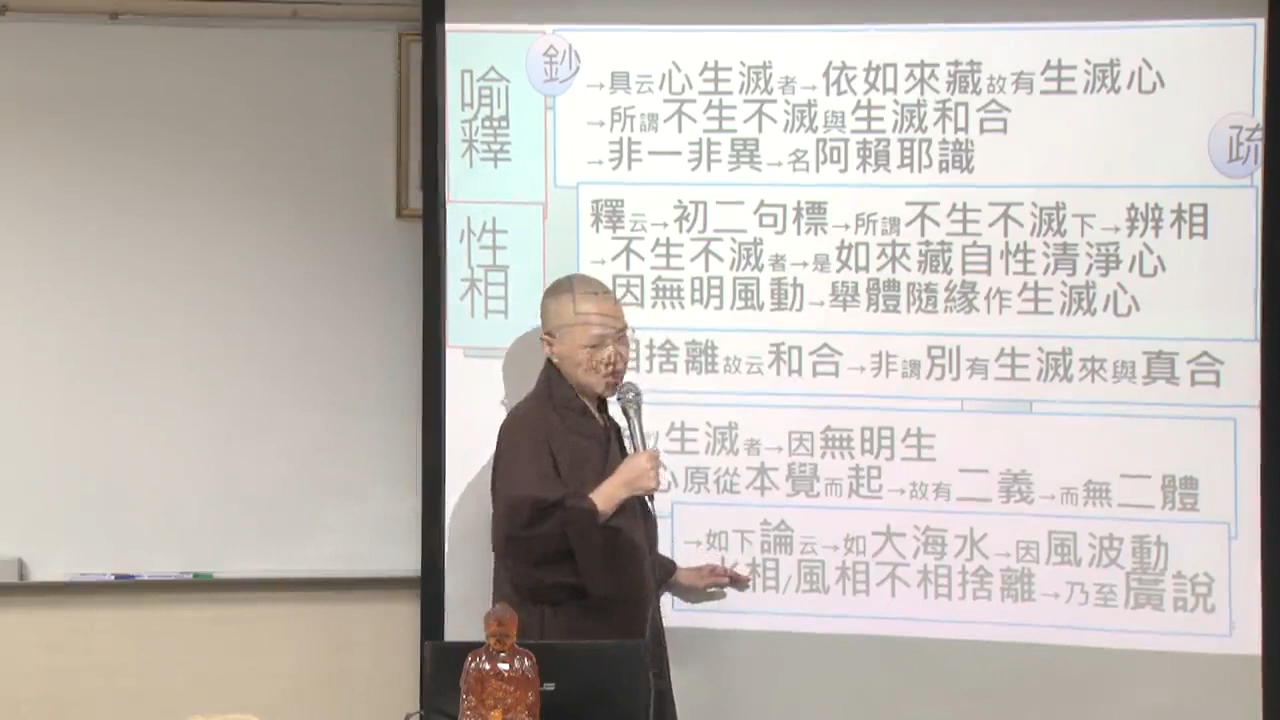 喻釋
鈔
→具云心生滅者→依如來藏故有生滅心
→所謂不生不滅與生滅和合
→非一非異→名阿賴耶識
疏
性相
釋云→初二句標→所謂不生不滅下→辨相
→不生不滅者→是如來藏自性清淨心
因無明風動→舉體隨緣作生滅心
相捨離故云和合→非謂別有生滅來與真合
生滅者→因無明生
心原從本覺而起→故有二義→而無二體
→如下論云→如大海水→因風波動
相/風相不相捨離→乃至廣說